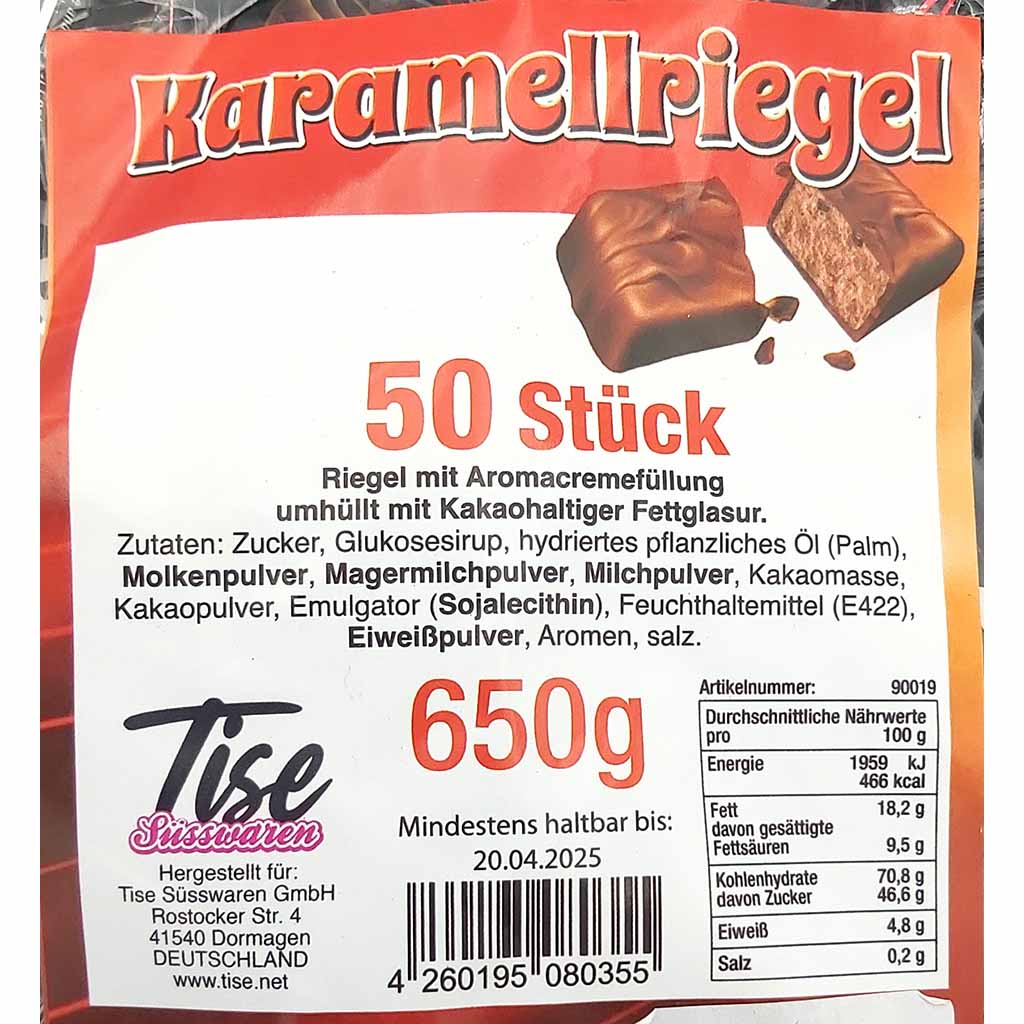 Karamellriegel
50 Stück
Riegel mit Aromacremefüllung
umhüllt mit Kakaohaltiger Fettglasur.
Zutaten: Zucker, Glukosesirup, hydriertes pflanzliches Öl (Palm),
Molkenpulver, Magermilchpulver, Milchpulver, Kakaomasse,
Kakaopulver, Emulgator (Sojalecithin), Feuchthaltemittel (E422),
Eiweißpulver, Aromen, salz.
650g
Mindestens haltbar bis:
20.04.2025
4 260195 080355
Tise
Süsswaren
Hergestellt für:
Tise Süsswaren GmbH
Rostocker Str. 4
41540 Dormagen
DEUTSCHLAND
www.tise.net
Artikelnummer: 90019
Durchschnittliche Nährwerte
pro 100 g
Energie 1959 kJ
466 kcal
Fett 18,2 g
davon gesättigte
Fettsäuren 9,5 g
Kohlenhydrate 70,8 g
davon Zucker 46,6 g
Eiweiß 4,8 g
Salz 0,2 g